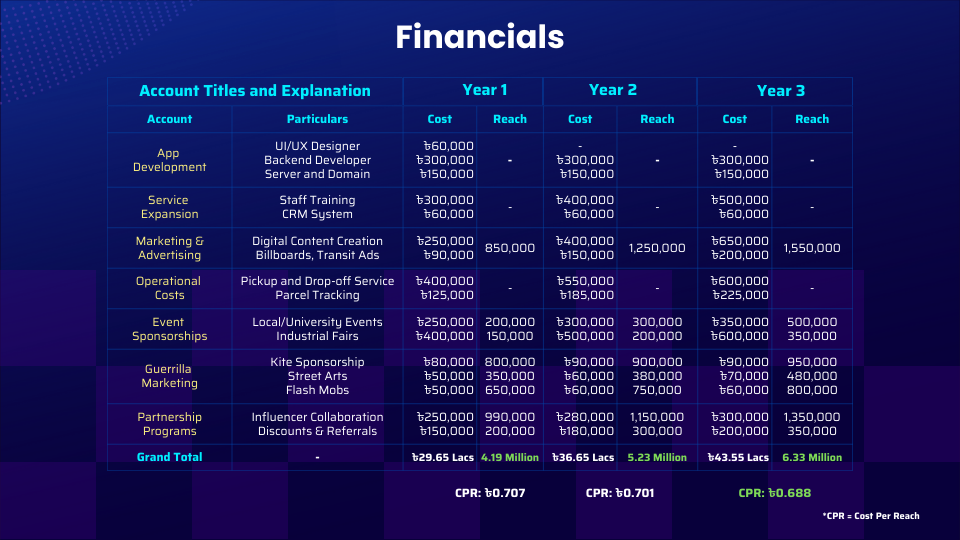 Financials
Account Titles and Explanation Year 1 Year 2 Year 3
Account Particulars Cost Reach Cost Reach Cost Reach
App Development
UI/UX Designer ৳60,000 - -
Backend Developer ৳300,000 - ৳300,000 - ৳300,000 -
Server and Domain ৳150,000 ৳150,000 ৳150,000
Service Expansion
Staff Training ৳300,000 - ৳400,000 - ৳500,000 -
CRM System ৳60,000 ৳60,000 ৳60,000
Marketing & Advertising
Digital Content Creation ৳250,000 850,000 ৳400,000 1,250,000 ৳650,000 1,550,000
Billboards, Transit Ads ৳90,000 ৳150,000 ৳200,000
Operational Costs
Pickup and Drop-off Service ৳400,000 - ৳550,000 - ৳600,000 -
Parcel Tracking ৳125,000 ৳185,000 ৳225,000
Event Sponsorships
Local/University Events ৳250,000 200,000 ৳300,000 300,000 ৳350,000 500,000
Industrial Fairs ৳400,000 150,000 ৳500,000 200,000 ৳600,000 350,000
Guerrilla Marketing
Kite Sponsorship ৳80,000 800,000 ৳90,000 900,000 ৳90,000 950,000
Street Arts ৳50,000 350,000 ৳60,000 380,000 ৳70,000 480,000
Flash Mobs ৳50,000 650,000 ৳60,000 750,000 ৳60,000 800,000
Partnership Programs
Influencer Collaboration ৳250,000 990,000 ৳280,000 1,150,000 ৳300,000 1,350,000
Discounts & Referrals ৳150,000 200,000 ৳180,000 300,000 ৳200,000 350,000
Grand Total - ৳29.65 Lacs 4.19 Million ৳36.65 Lacs 5.23 Million ৳43.55 Lacs 6.33 Million
CPR: ৳0.707 CPR: ৳0.701 CPR: ৳0.688
*CPR = Cost Per Reach